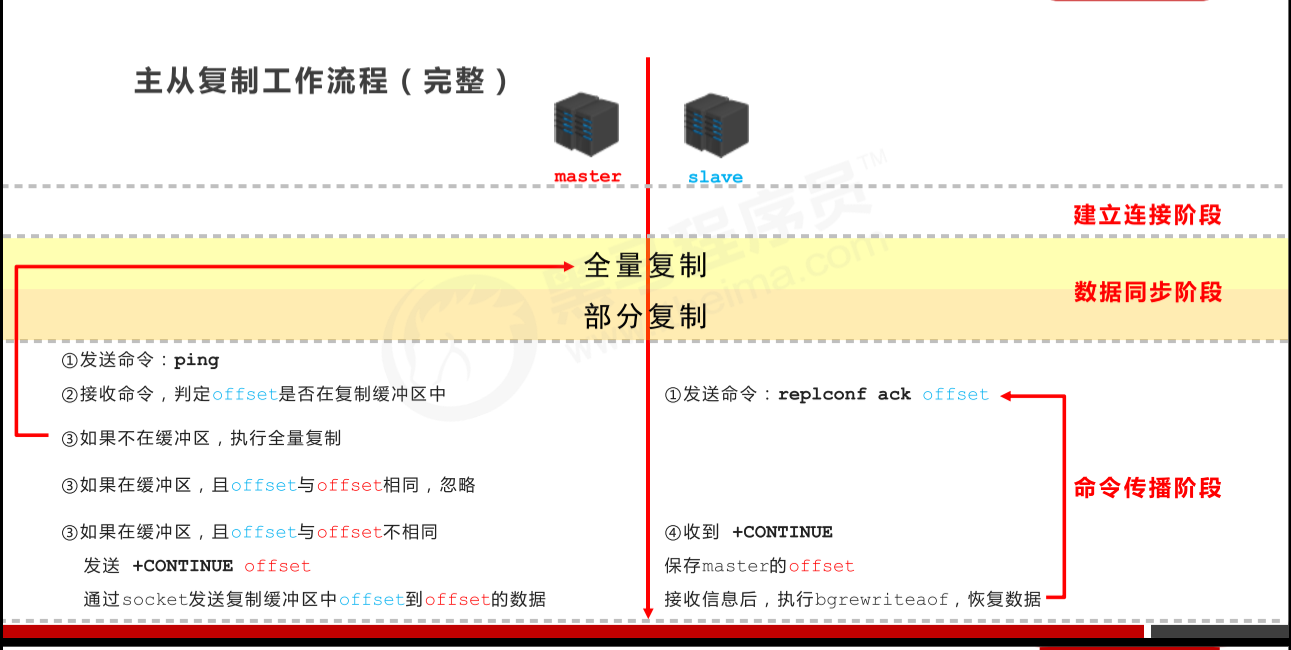 主从复制工作流程（完整）
master
slave
建立连接阶段
全量复制
数据同步阶段
部分复制
①发送命令：ping
②接收命令，判定offset是否在复制缓冲区中
①发送命令：replconf ack offset
③如果不在缓冲区，执行全量复制
③如果在缓冲区，且offset与offset相同，忽略
命令传播阶段
③如果在缓冲区，且offset与offset不相同
④收到 +CONTINUE
发送 +CONTINUE offset
保存master的offset
通过socket发送复制缓冲区中offset到offset的数据
接收信息后，执行bgrewriteaof，恢复数据